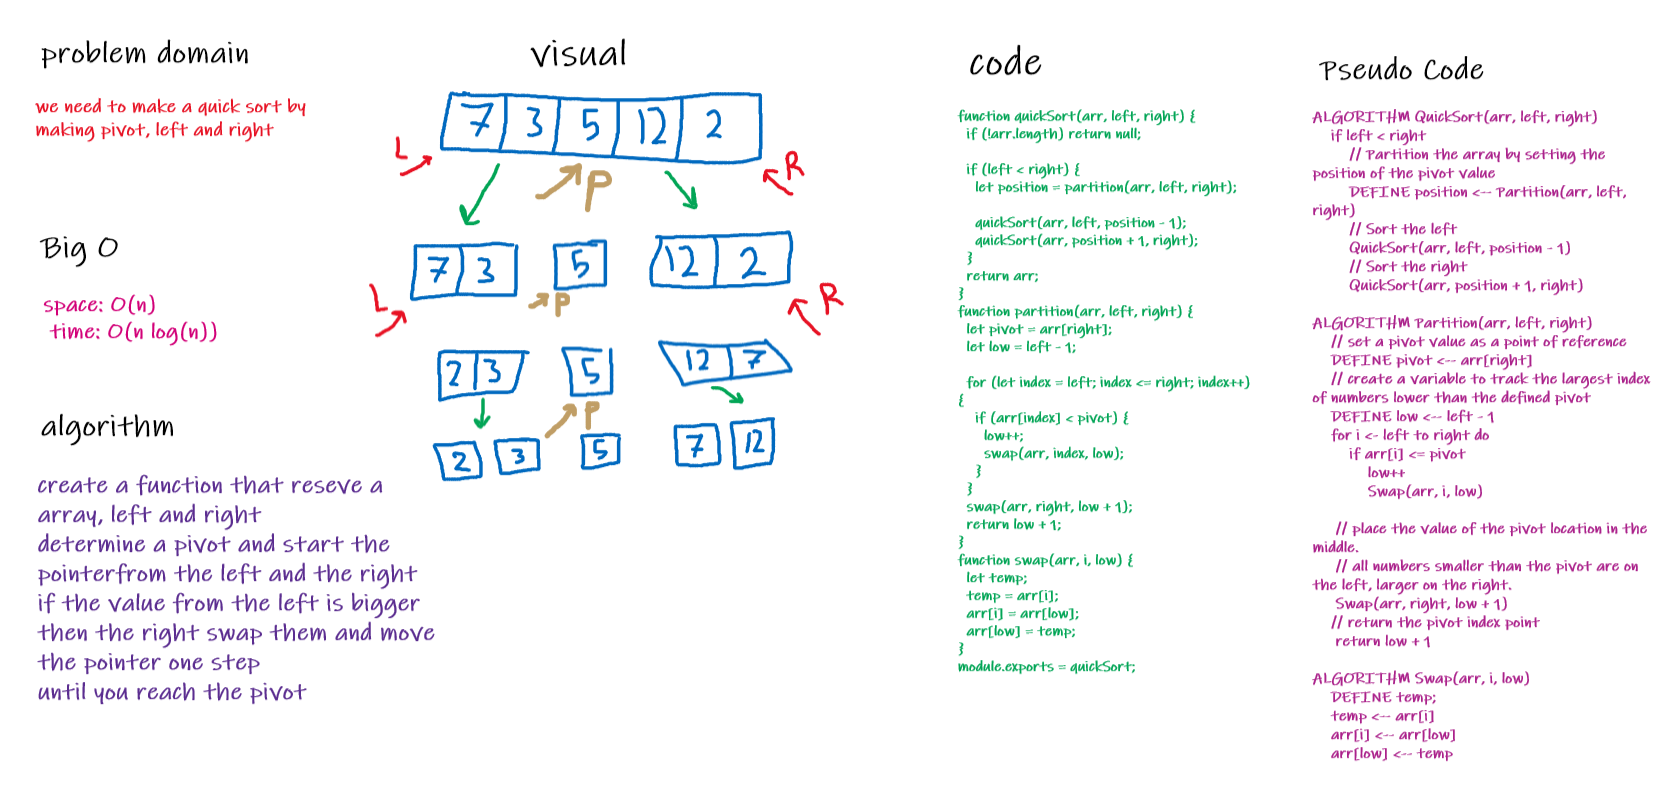 problem domain
we need to make a quick sort by
making pivot, left and right
Big O
space: O(n)
time: O(n log(n))
algorithm
create a function that reseve a
array, left and right
determine a pivot and start the
pointerfrom the left and the right
if the value from the left is bigger
then the right swap them and move
the pointer one step
until you reach the pivot
visual
7 3 5 12 2
L
R
P
7 3 5 12 2
L
P
R
2 3 5 12 7
P
2 3 5 7 12
code
function quickSort(arr, left, right) {
if (!arr.length) return null;
if (left < right) {
let position = partition(arr, left, right);
quickSort(arr, left, position - 1);
quickSort(arr, position + 1, right);
}
return arr;
}
function partition(arr, left, right) {
let pivot = arr[right];
let low = left - 1;
for (let index = left; index <= right; index++)
{
if (arr[index] < pivot) {
low++;
swap(arr, index, low);
}
}
swap(arr, right, low + 1);
return low + 1;
}
function swap(arr, i, low) {
let temp;
temp = arr[i];
arr[i] = arr[low];
arr[low] = temp;
}
module.exports = quickSort;
Pseudo Code
ALGORITHM QuickSort(arr, left, right)
if left < right
// Partition the array by setting the
position of the pivot value
DEFINE position <-- Partition(arr, left,
right)
// Sort the left
QuickSort(arr, left, position - 1)
// Sort the right
QuickSort(arr, position + 1, right)
ALGORITHM Partition(arr, left, right)
// set a pivot value as a point of reference
DEFINE pivot <-- arr[right]
// create a variable to track the largest index
of numbers lower than the defined pivot
DEFINE low <-- left - 1
for i <- left to right do
if arr[i] <= pivot
low++
Swap(arr, i, low)
// place the value of the pivot location in the
middle.
// all numbers smaller than the pivot are on
the left, larger on the right.
Swap(arr, right, low + 1)
// return the pivot index point
return low + 1
ALGORITHM Swap(arr, i, low)
DEFINE temp;
temp <-- arr[i]
arr[i] <-- arr[low]
arr[low] <-- temp